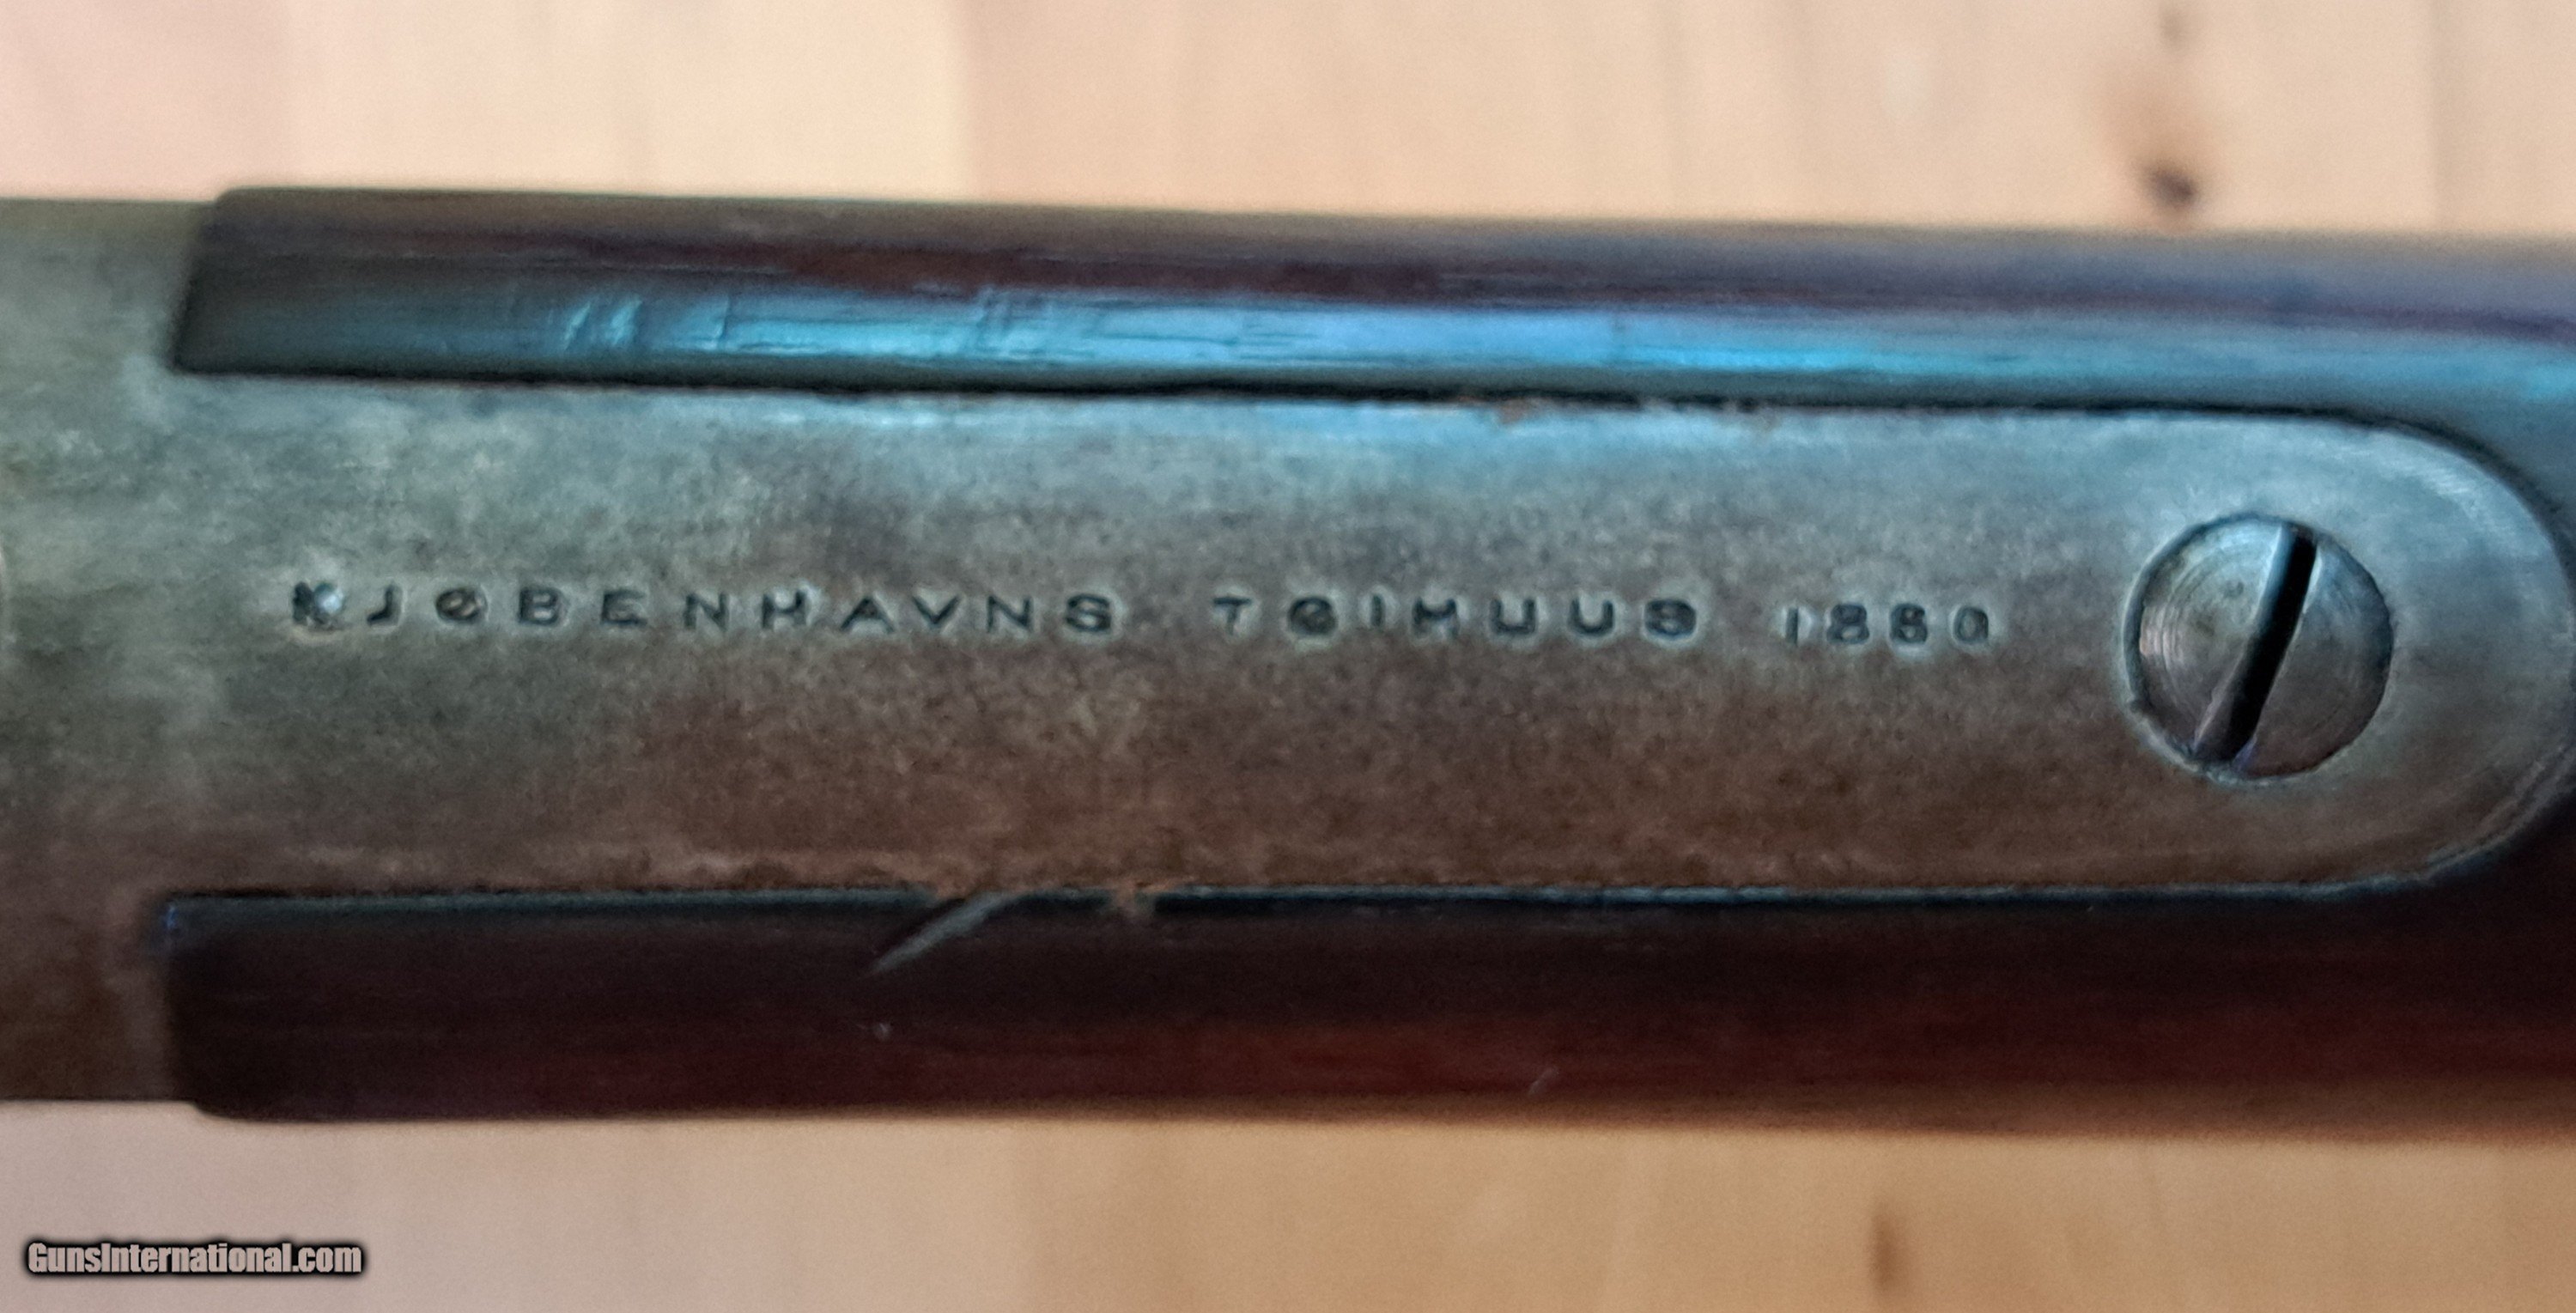 KJØBENHAVNS TØIHUUS 1880
GunsInternational.com